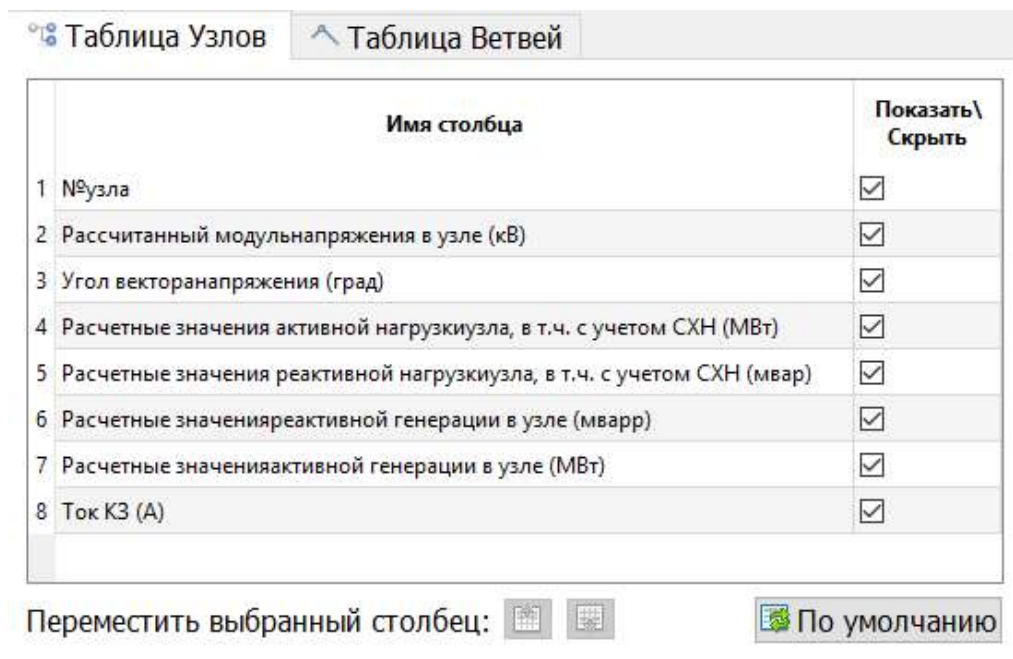 Таблица Узлов
Таблица Ветвей
Имя столбца
Показать\
Скрыть
1 №узла
2 Рассчитанный модульнапряжения в узле (кВ)
3 Угол векторанапряжения (град)
4 Расчетные значения активной нагрузкиузла, в т.ч. с учетом СХН (МВт)
5 Расчетные значения реактивной нагрузкиузла, в т.ч. с учетом СХН (мвар)
6 Расчетные значенияреактивной генерации в узле (мварр)
7 Расчетные значенияактивной генерации в узле (МВт)
8 Ток КЗ (А)
Переместить выбранный столбец:
По умолчанию